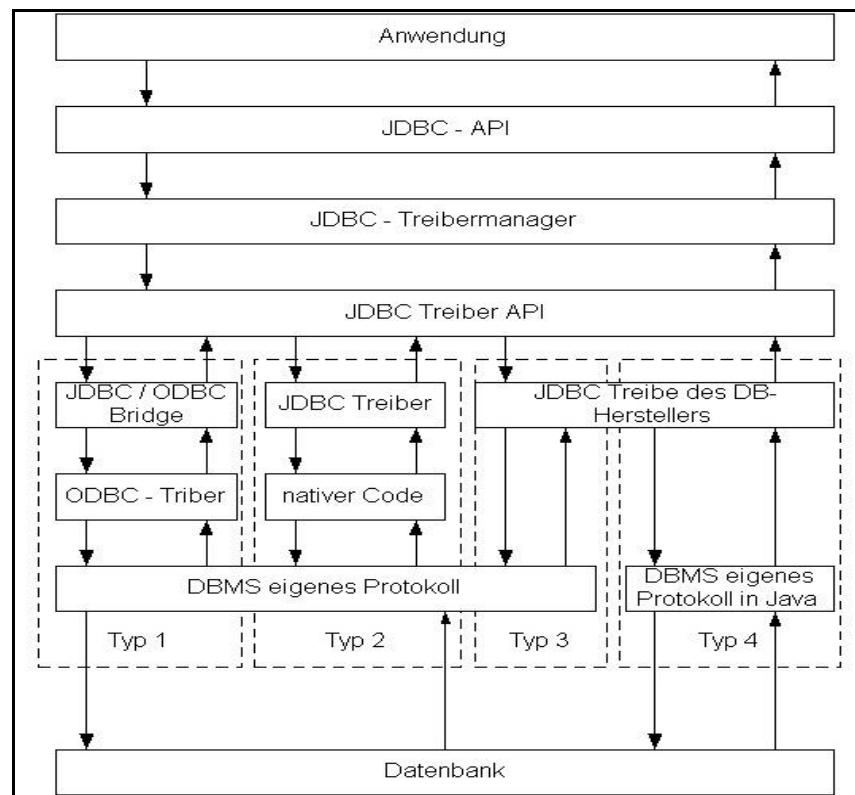 Anwendung
JDBC - API
JDBC - Treibermanager
JDBC Treiber API
JDBC / ODBC
Bridge
JDBC Treiber
JDBC Treibe des DB-
Herstellers
ODBC - Triber
nativer Code
DBMS eigenes Protokoll
DBMS eigenes
Protokoll in Java
Typ 1
Typ 2
Typ 3
Typ 4
Datenbank